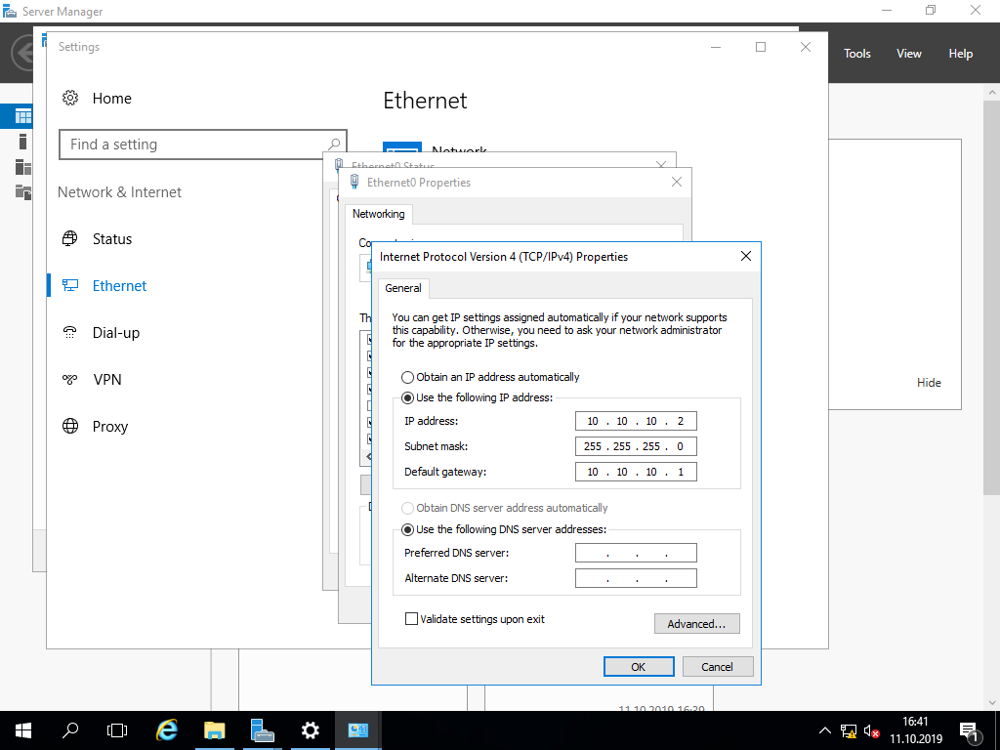 Server Manager
Tools View Help
Settings
Home
Find a setting
Network & Internet
Status
Ethernet
Dial-up
VPN
Proxy
Ethernet
Network
Ethernet0 Status
Ethernet0 Properties
Networking
Internet Protocol Version 4 (TCP/IPv4) Properties
General
You can get IP settings assigned automatically if your network supports
this capability. Otherwise, you need to ask your network administrator
for the appropriate IP settings.
Obtain an IP address automatically
Use the following IP address:
IP address: 10 . 10 . 10 . 2
Subnet mask: 255 . 255 . 255 . 0
Default gateway: 10 . 10 . 10 . 1
Obtain DNS server address automatically
Use the following DNS server addresses:
Preferred DNS server: . . .
Alternate DNS server: . . .
Validate settings upon exit
Advanced...
OK Cancel
Hide
11.10.2019 16:39
16:41
11.10.2019
1